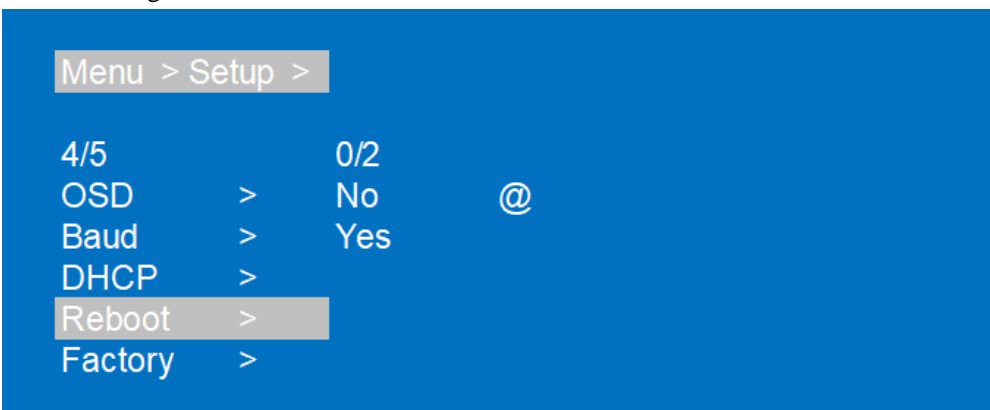 Menu > Setup >
4/5 0/2
OSD > No @
Baud > Yes
DHCP >
Reboot >
Factory >